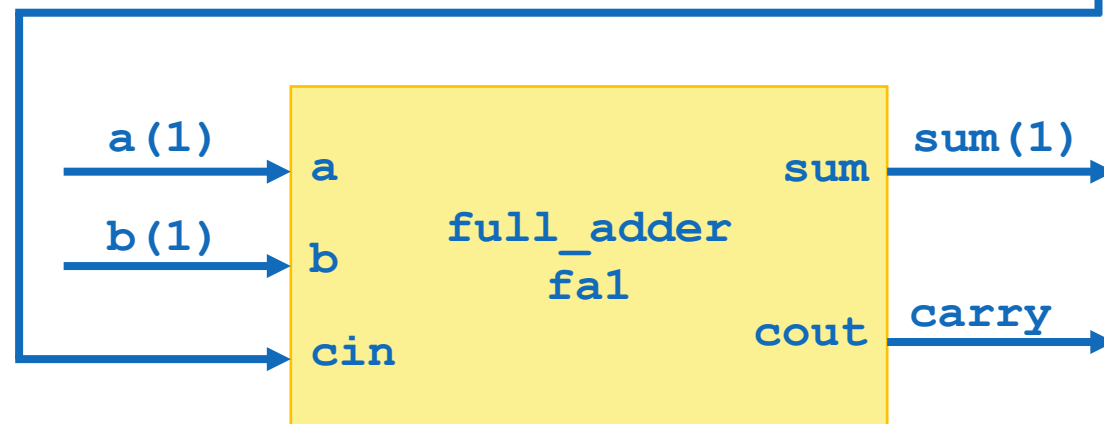 a(1)
sum(1)
a
sum
b(1)
full_adder
b
fa1
carry
cout
cin